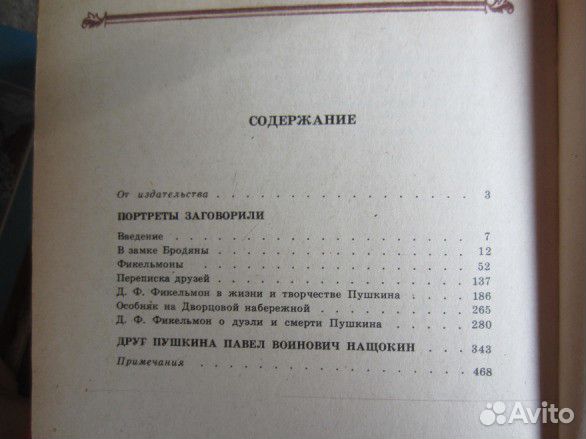 СОДЕРЖАНИЕ
От издательства . . . . . . . . . . . . . . . . 3
ПОРТРЕТЫ ЗАГОВОРИЛИ
Введение . . . . . . . . . . . . . . . . . . 7
В замке Бродяны . . . . . . . . . . . . . . . . 12
Фикельмоны . . . . . . . . . . . . . . . . . 52
Переписка друзей . . . . . . . . . . . . . . . 137
Д. Ф. Фикельмон в жизни и творчестве Пушкина . . . . 186
Особняк на Дворцовой набережной . . . . . . . . . 265
Д. Ф. Фикельмон о дуэли и смерти Пушкина . . . . . 280
ДРУГ ПУШКИНА ПАВЕЛ ВОИНОВИЧ НАЩОКИН . . 343
Примечания . . . . . . . . . . . . . . . . . 468
Avito